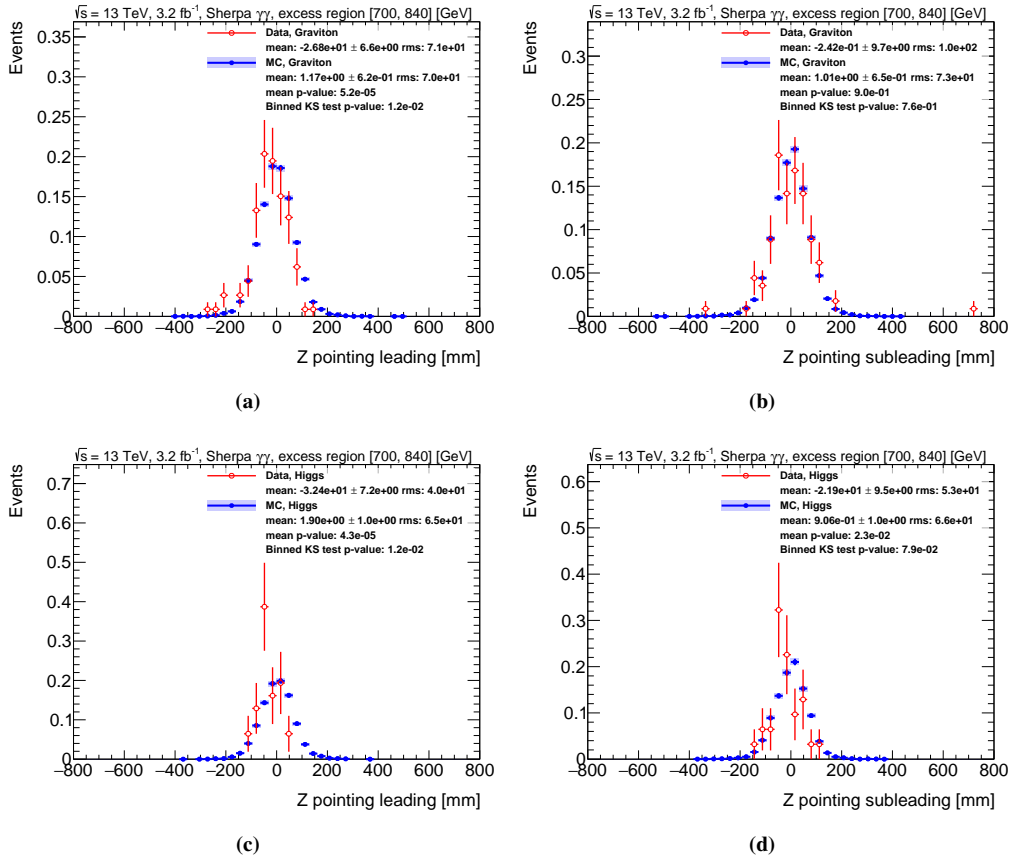 √s = 13 TeV, 3.2 fb⁻¹, Sherpa γγ, excess region [700, 840] [GeV]
Events
Data, Graviton
mean: -2.68e+01 ± 6.6e+00 rms: 7.1e+01
MC, Graviton
mean: 1.17e+00 ± 6.2e-01 rms: 7.0e+01
mean p-value: 5.2e-05
Binned KS test p-value: 1.2e-02
0.35
0.3
0.25
0.2
0.15
0.1
0.05
0
−800 −600 −400 −200 0 200 400 600 800
Z pointing leading [mm]
(a)
√s = 13 TeV, 3.2 fb⁻¹, Sherpa γγ, excess region [700, 840] [GeV]
Events
Data, Graviton
mean: -2.42e-01 ± 9.7e+00 rms: 1.0e+02
MC, Graviton
mean: 1.01e+00 ± 6.5e-01 rms: 7.3e+01
mean p-value: 9.0e-01
Binned KS test p-value: 7.6e-01
0.3
0.25
0.2
0.15
0.1
0.05
0
−800 −600 −400 −200 0 200 400 600 800
Z pointing subleading [mm]
(b)
√s = 13 TeV, 3.2 fb⁻¹, Sherpa γγ, excess region [700, 840] [GeV]
Events
Data, Higgs
mean: -3.24e+01 ± 7.2e+00 rms: 4.0e+01
MC, Higgs
mean: 1.90e+00 ± 1.0e+00 rms: 6.5e+01
mean p-value: 4.3e-05
Binned KS test p-value: 1.2e-02
0.7
0.6
0.5
0.4
0.3
0.2
0.1
0
−800 −600 −400 −200 0 200 400 600 800
Z pointing leading [mm]
(c)
√s = 13 TeV, 3.2 fb⁻¹, Sherpa γγ, excess region [700, 840] [GeV]
Events
Data, Higgs
mean: -2.19e+01 ± 9.5e+00 rms: 5.3e+01
MC, Higgs
mean: 9.06e-01 ± 1.0e+00 rms: 6.6e+01
mean p-value: 2.3e-02
Binned KS test p-value: 7.9e-02
0.6
0.5
0.4
0.3
0.2
0.1
0
−800 −600 −400 −200 0 200 400 600 800
Z pointing subleading [mm]
(d)